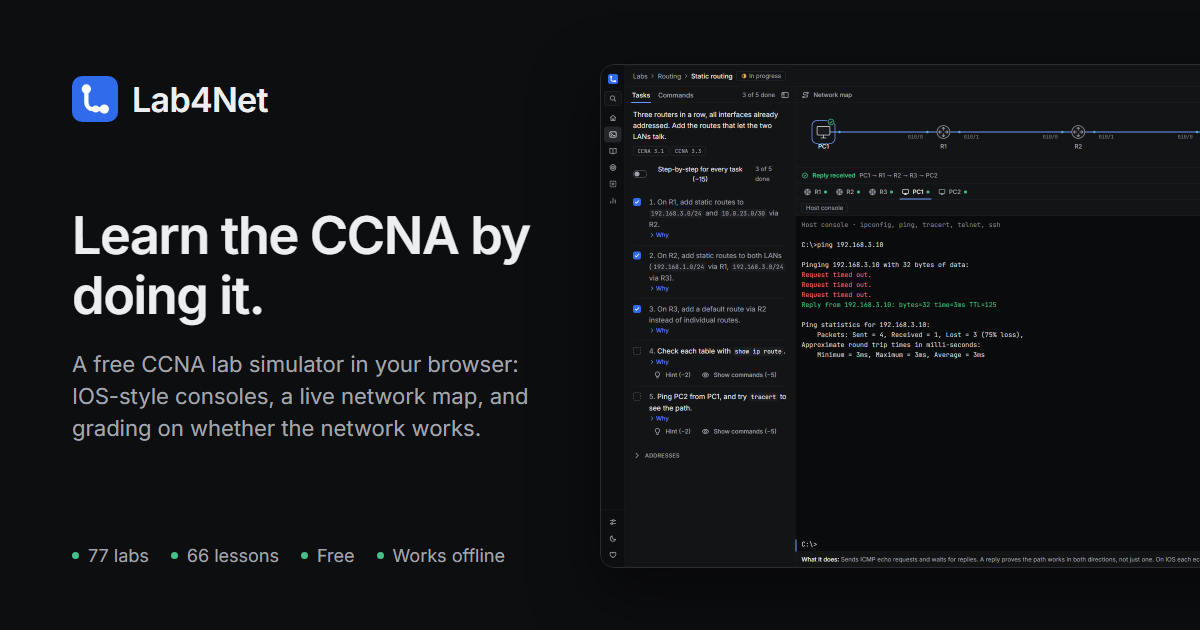 Lab4Net
Learn the CCNA by
doing it.
A free CCNA lab simulator in your browser:
IOS-style consoles, a live network map, and
grading on whether the network works.
77 labs
66 lessons
Free
Works offline
Labs > Routing > Static routing
In progress
Tasks
Commands
3 of 5 done
Three routers in a row, all interfaces already
addressed. Add the routes that let the two
LANs talk.
CCNA 3.1
CCNA 3.3
Step-by-step for every task
(−15)
3 of 5
done
1. On R1, add static routes to
192.168.3.0/24 and 10.0.23.0/30 via
R2.
> Why
2. On R2, add static routes to both LANs
(192.168.1.0/24 via R1, 192.168.3.0/24
via R3).
> Why
3. On R3, add a default route via R2
instead of individual routes.
> Why
4. Check each table with show ip route.
> Why
Hint (−2)
Show commands (−5)
5. Ping PC2 from PC1, and try tracert to
see the path.
> Why
Hint (−2)
Show commands (−5)
> ADDRESSES
Network map
PC1
R1
R2
Reply received PC1 → R1 → R2 → R3 → PC2
R1
R2
R3
PC1
PC2
Host console
Host console · ipconfig, ping, tracert, telnet, ssh
C:\>ping 192.168.3.10
Pinging 192.168.3.10 with 32 bytes of data:
Request timed out.
Request timed out.
Request timed out.
Reply from 192.168.3.10: bytes=32 time=3ms TTL=125
Ping statistics for 192.168.3.10:
Packets: Sent = 4, Received = 1, Lost = 3 (75% loss),
Approximate round trip times in milli-seconds:
Minimum = 3ms, Maximum = 3ms, Average = 3ms
C:\>
What it does: Sends ICMP echo requests and waits for replies. A reply proves the path works in both directions, not just one. On IOS each